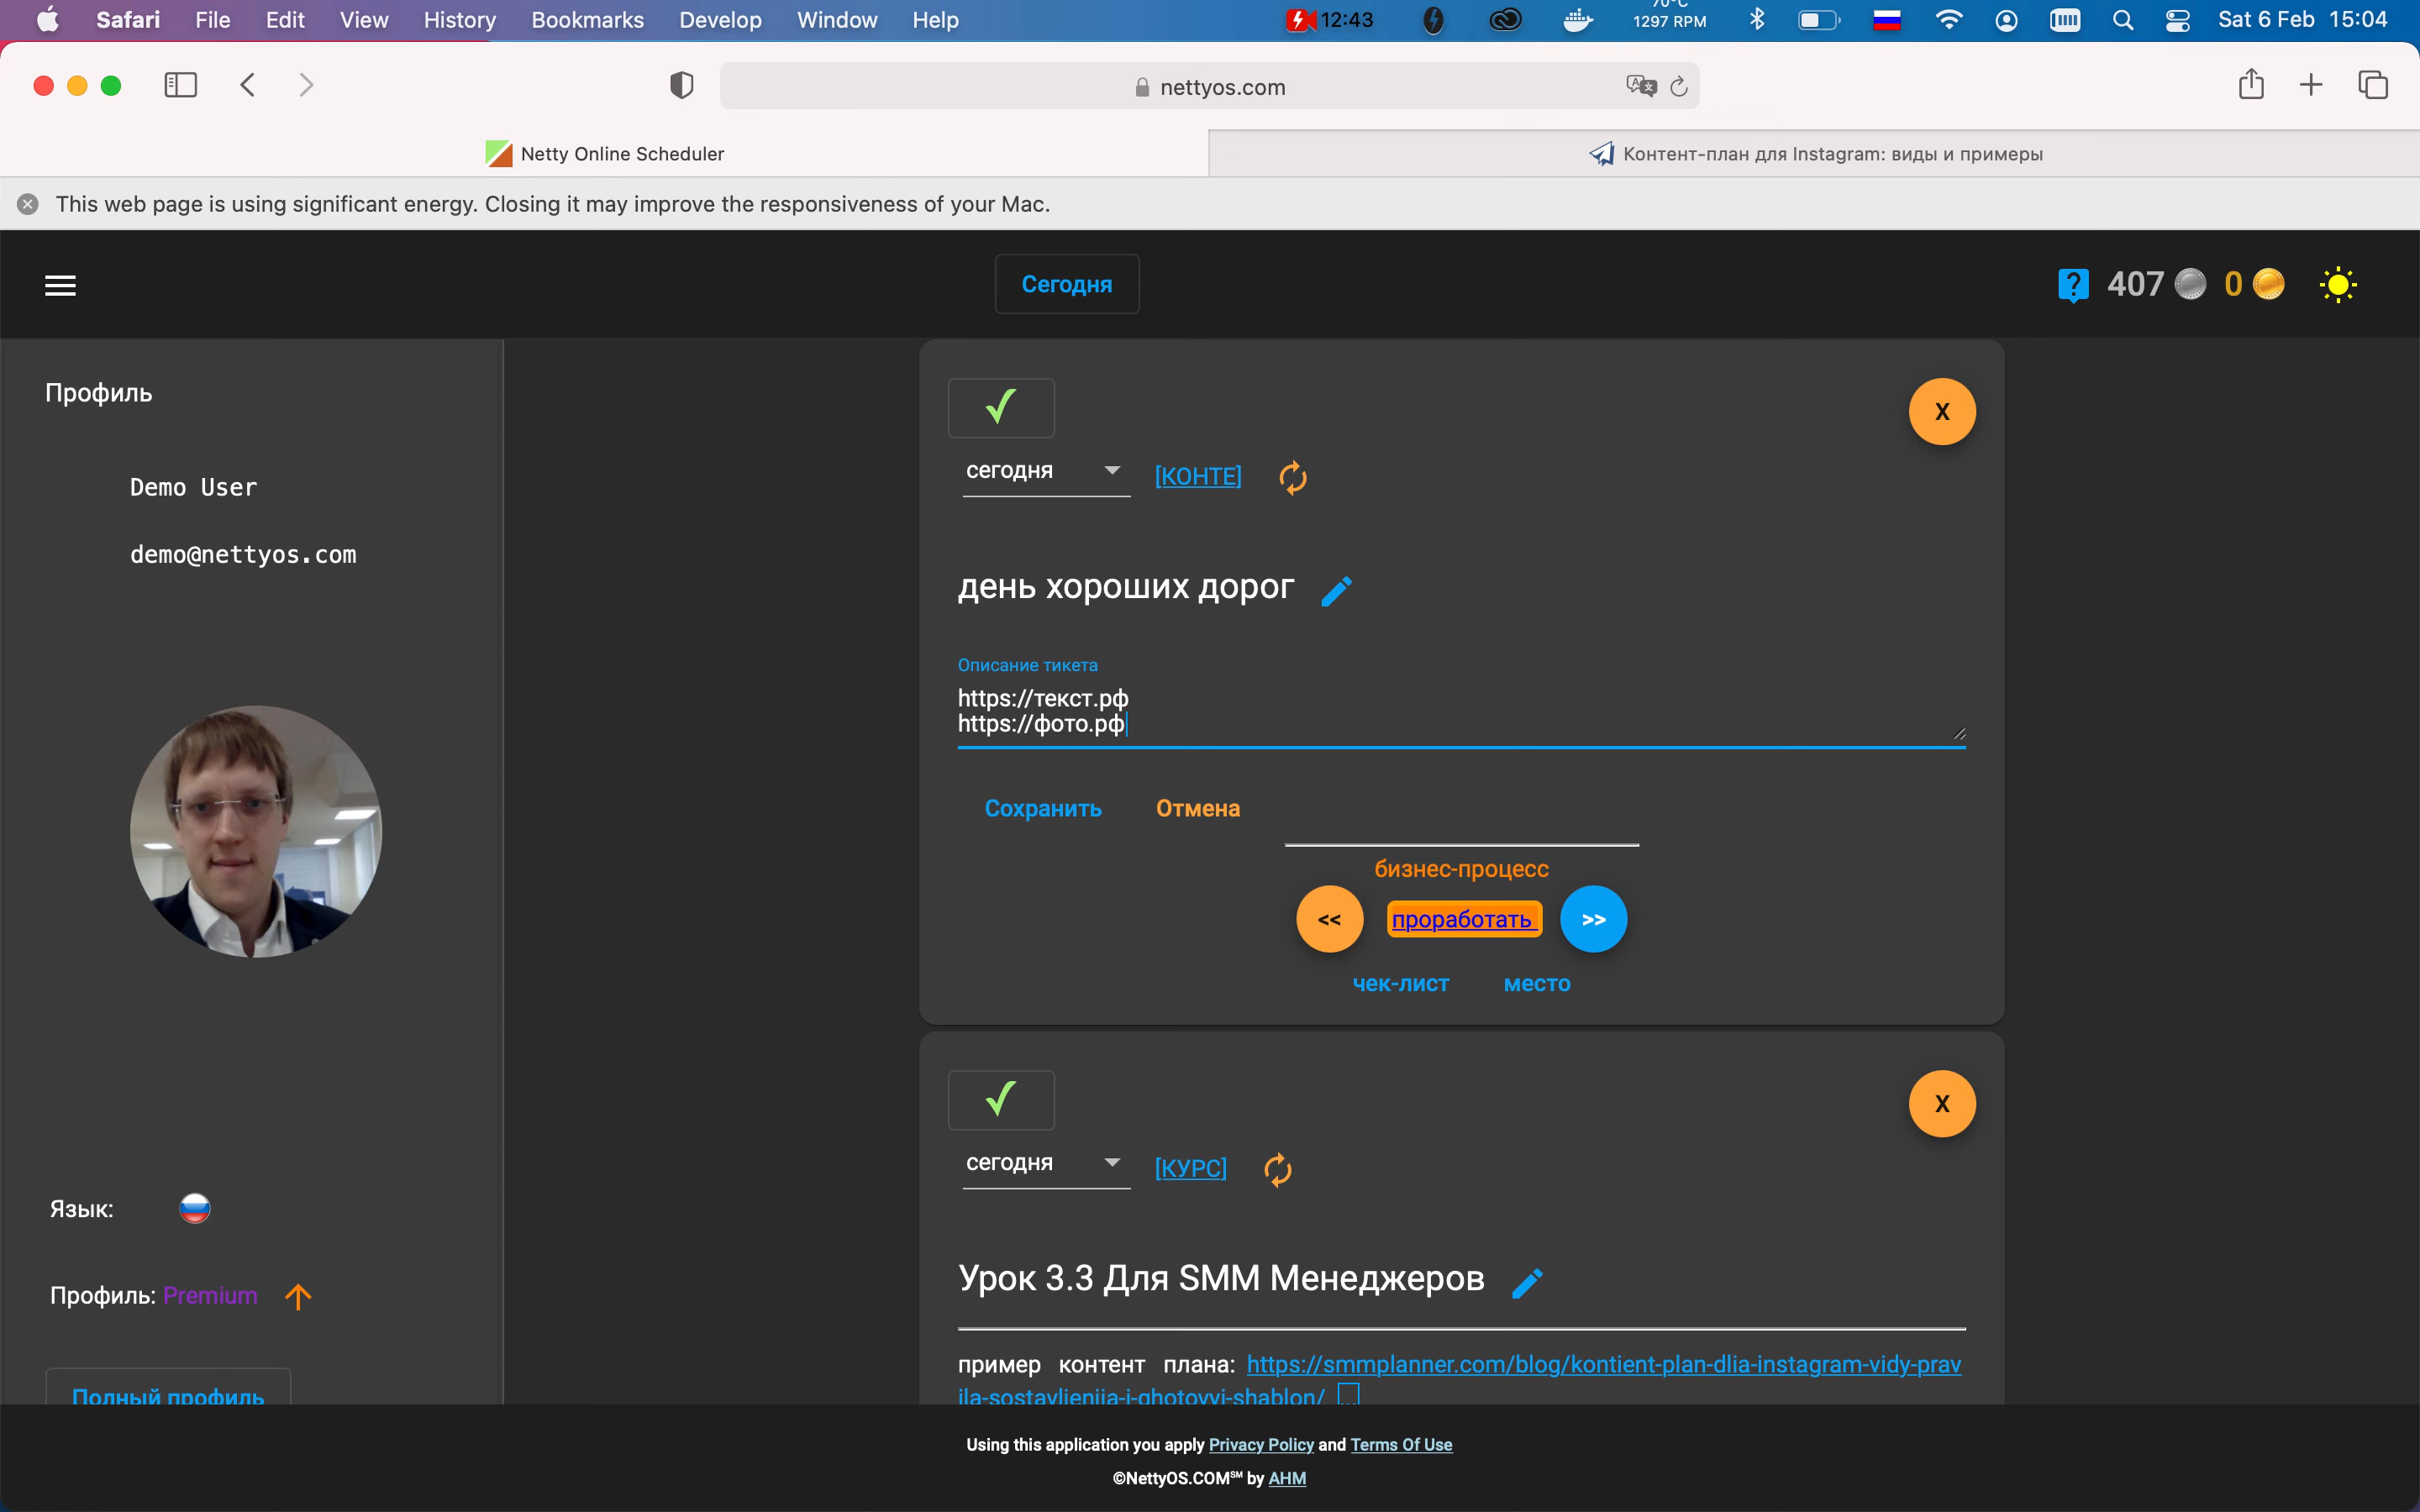 Safari File Edit View History Bookmarks Develop Window Help 12:43 70°C 1297 RPM Sat 6 Feb 15:04
nettyos.com
Netty Online Scheduler
Контент-план для Instagram: виды и примеры
This web page is using significant energy. Closing it may improve the responsiveness of your Mac.
Сегодня
? 407 0
Профиль
Demo User
demo@nettyos.com
Язык:
Профиль: Premium
Полный профиль
X
сегодня [КОНТЕ]
день хороших дорог
Описание тикета
https://текст.рф
https://фото.рф
Сохранить Отмена
бизнес-процесс
<< проработать >>
чек-лист место
X
сегодня [КУРС]
Урок 3.3 Для SMM Менеджеров
пример контент плана: https://smmplanner.com/blog/kontient-plan-dlia-instagram-vidy-prav
ila-sostavlieniia-i-ghotovyi-shablon/
Using this application you apply Privacy Policy and Terms Of Use
©NettyOS.COM℠ by AHM